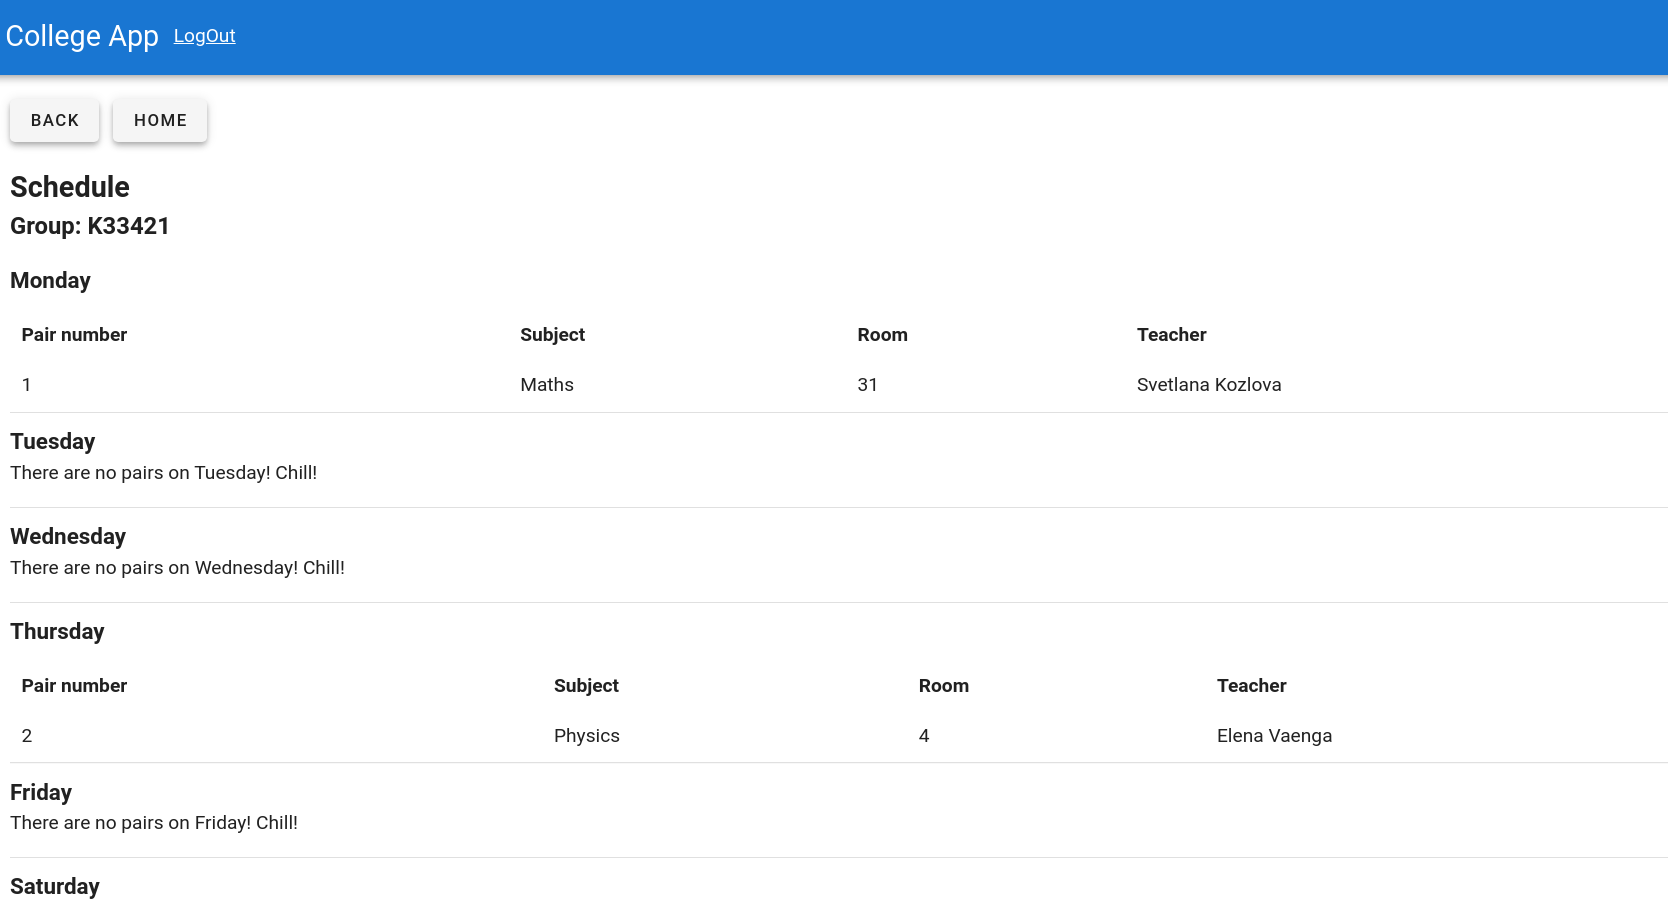 College App LogOut
BACK HOME
Schedule
Group: K33421
Monday
Pair number Subject Room Teacher
1 Maths 31 Svetlana Kozlova
Tuesday
There are no pairs on Tuesday! Chill!
Wednesday
There are no pairs on Wednesday! Chill!
Thursday
Pair number Subject Room Teacher
2 Physics 4 Elena Vaenga
Friday
There are no pairs on Friday! Chill!
Saturday